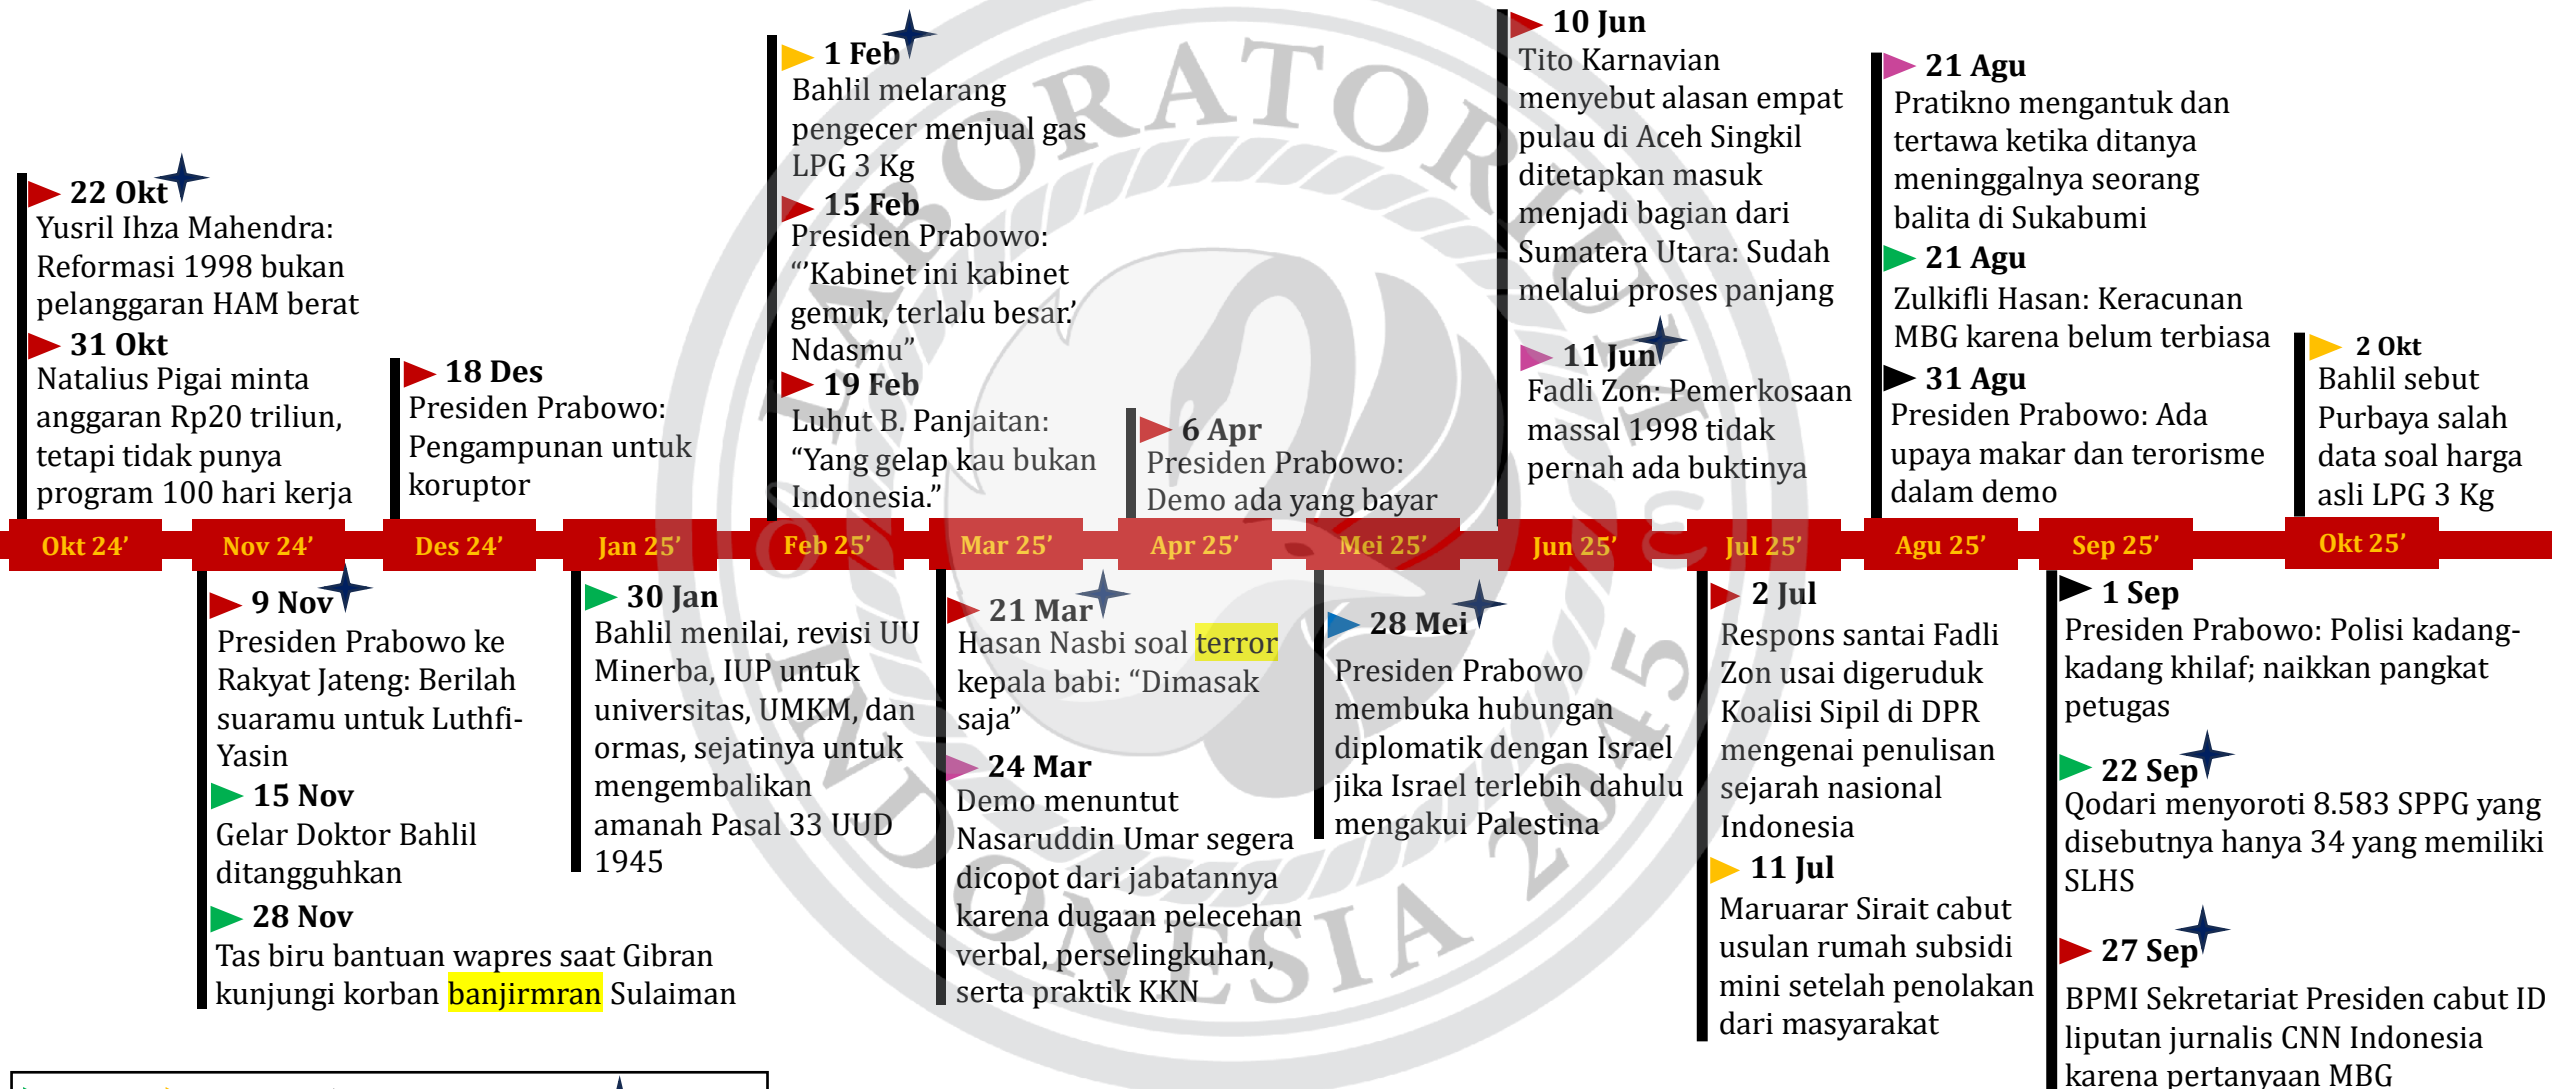 22 Okt
Yusril Ihza Mahendra:
Reformasi 1998 bukan
pelanggaran HAM berat
31 Okt
Natalius Pigai minta
anggaran Rp20 triliun,
tetapi tidak punya
program 100 hari kerja
18 Des
Presiden Prabowo:
Pengampunan untuk
koruptor
1 Feb
Bahlil melarang
pengecer menjual gas
LPG 3 Kg
15 Feb
Presiden Prabowo:
“’Kabinet ini kabinet
gemuk, terlalu besar.’
Ndasmu”
19 Feb
Luhut B. Panjaitan:
“Yang gelap kau bukan
Indonesia.”
6 Apr
Presiden Prabowo:
Demo ada yang bayar
10 Jun
Tito Karnavian
menyebut alasan empat
pulau di Aceh Singkil
ditetapkan masuk
menjadi bagian dari
Sumatera Utara: Sudah
melalui proses panjang
11 Jun
Fadli Zon: Pemerkosaan
massal 1998 tidak
pernah ada buktinya
21 Agu
Pratikno mengantuk dan
tertawa ketika ditanya
meninggalnya seorang
balita di Sukabumi
21 Agu
Zulkifli Hasan: Keracunan
MBG karena belum terbiasa
31 Agu
Presiden Prabowo: Ada
upaya makar dan terorisme
dalam demo
2 Okt
Bahlil sebut
Purbaya salah
data soal harga
asli LPG 3 Kg
Okt 24’ Nov 24’ Des 24’ Jan 25’ Feb 25’ Mar 25’ Apr 25’ Mei 25’ Jun 25’ Jul 25’ Agu 25’ Sep 25’ Okt 25’
9 Nov
Presiden Prabowo ke
Rakyat Jateng: Berilah
suaramu untuk Luthfi-
Yasin
15 Nov
Gelar Doktor Bahlil
ditangguhkan
28 Nov
Tas biru bantuan wapres saat Gibran
kunjungi korban banjirmran Sulaiman
30 Jan
Bahlil menilai, revisi UU
Minerba, IUP untuk
universitas, UMKM, dan
ormas, sejatinya untuk
mengembalikan
amanah Pasal 33 UUD
1945
21 Mar
Hasan Nasbi soal terror
kepala babi: “Dimasak
saja”
24 Mar
Demo menuntut
Nasaruddin Umar segera
dicopot dari jabatannya
karena dugaan pelecehan
verbal, perselingkuhan,
serta praktik KKN
28 Mei
Presiden Prabowo
membuka hubungan
diplomatik dengan Israel
jika Israel terlebih dahulu
mengakui Palestina
2 Jul
Respons santai Fadli
Zon usai digeruduk
Koalisi Sipil di DPR
mengenai penulisan
sejarah nasional
Indonesia
11 Jul
Maruarar Sirait cabut
usulan rumah subsidi
mini setelah penolakan
dari masyarakat
1 Sep
Presiden Prabowo: Polisi kadang-
kadang khilaf; naikkan pangkat
petugas
22 Sep
Qodari menyoroti 8.583 SPPG yang
disebutnya hanya 34 yang memiliki
SLHS
27 Sep
BPMI Sekretariat Presiden cabut ID
liputan jurnalis CNN Indonesia
karena pertanyaan MBG
LABORATORIUM
INDONESIA 2045